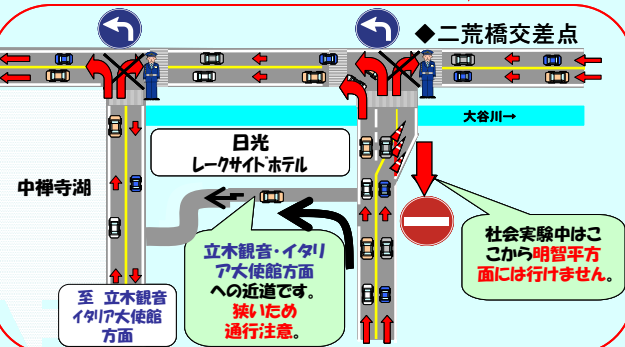 ◆二荒橋交差点
大谷川→
日光
レークサイドホテル
中禅寺湖
立木観音・イタリ
ア大使館方面
への近道です。
狭いため
通行注意。
社会実験中はこ
こから明智平方
面には行けません。
至 立木観音
イタリア大使館
方面